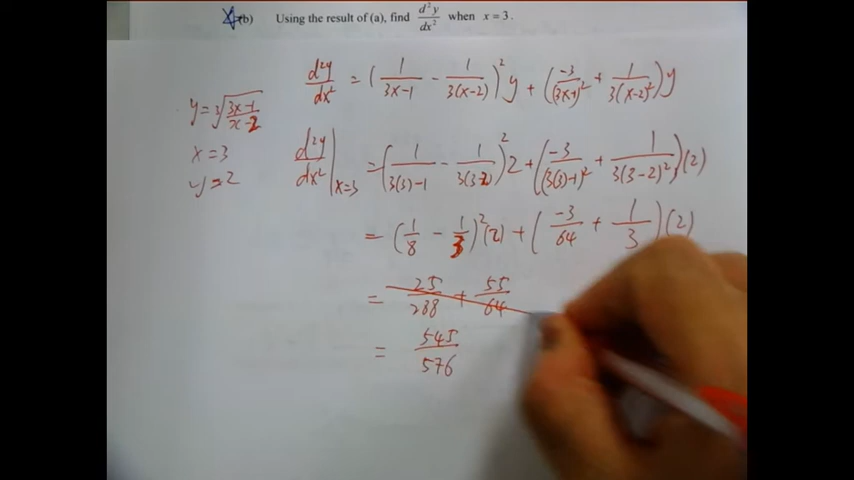 (b) Using the result of (a), find d²y/dx² when x = 3.
d²y/dx² = (1/(3x-1) - 1/(3(x-2)))² y + (-3/(3x-1)² + 1/(3(x-2)²)) y
y = ∛((3x-1)/(x-2))
x = 3
y = 2
d²y/dx² |x=3 = (1/(3(3)-1) - 1/(3(3-2)))² 2 + (-3/(3(3)-1)² + 1/(3(3-2)²)) (2)
= (1/8 - 1/3)² (2) + (-3/64 + 1/3) (2)
= 25/288 + 55/64
= 545/576